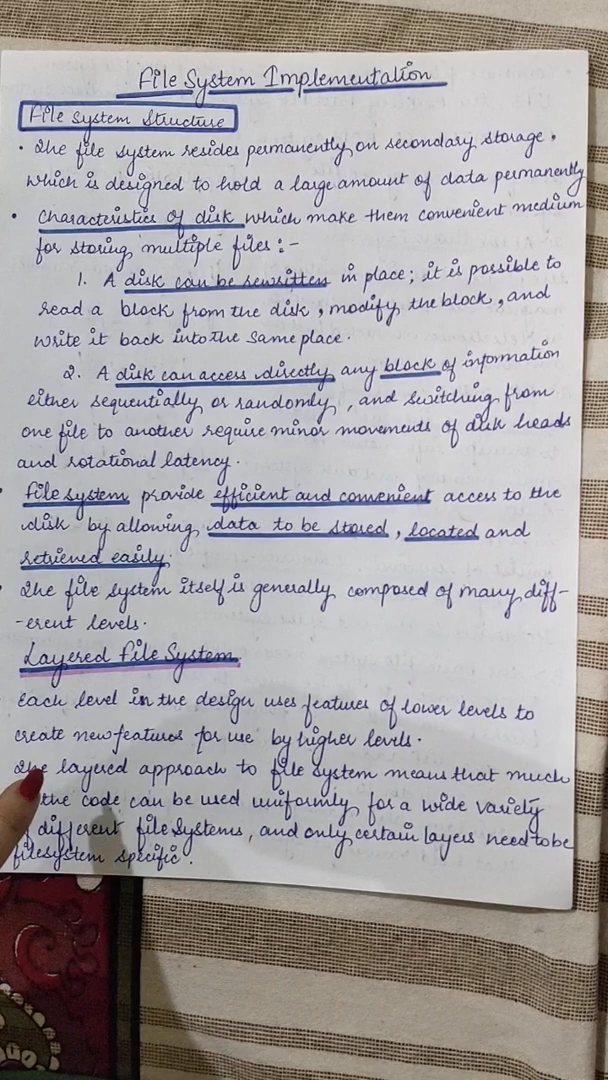 File System Implementation
File System Structure
• The file system resides permanently on secondary storage.
which is designed to hold a large amount of data permanently
• Characteristics of disk which make them convenient medium
for storing multiple files :-
1. A disk can be rewritten in place; it is possible to
read a block from the disk, modify the block, and
write it back into the same place.
2. A disk can access directly any block of information
either sequentially or randomly, and switching from
one file to another require minor movements of disk heads
and rotational latency.
• File system provide efficient and convenient access to the
disk by allowing data to be stored, located and
retrieved easily.
• The file system itself is generally composed of many diff-
-erent levels.
Layered File System
Each level in the design uses features of lower levels to
create new features for use by higher levels.
The layered approach to file system means that much
the code can be used uniformly for a wide variety
different file systems, and only certain layers need to be
filesystem specific.